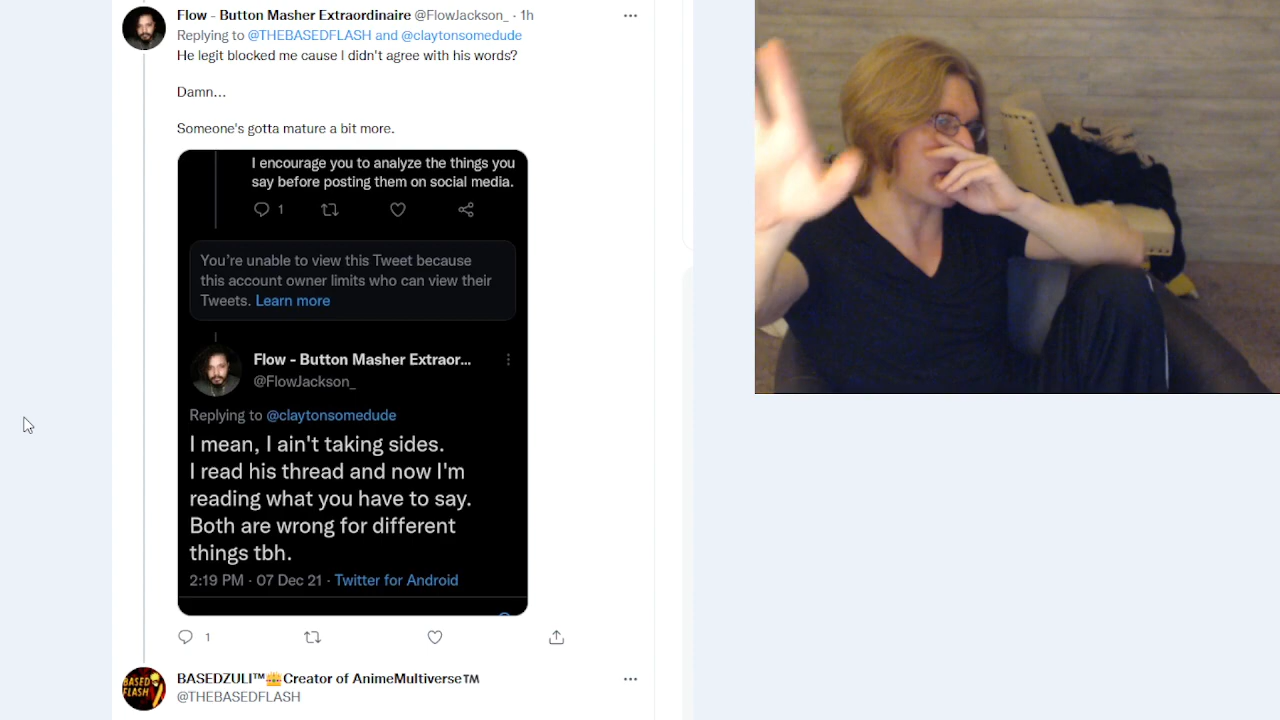 Flow - Button Masher Extraordinaire @FlowJackson_ · 1h
Replying to @THEBASEDFLASH and @claytonsomedude
He legit blocked me cause I didn't agree with his words?
Damn...
Someone's gotta mature a bit more.
I encourage you to analyze the things you
say before posting them on social media.
1
You're unable to view this Tweet because
this account owner limits who can view their
Tweets. Learn more
Flow - Button Masher Extraor...
@FlowJackson_
Replying to @claytonsomedude
I mean, I ain't taking sides.
I read his thread and now I'm
reading what you have to say.
Both are wrong for different
things tbh.
2:19 PM · 07 Dec 21 · Twitter for Android
1
BASED
FLASH
BASEDZULI™👑Creator of AnimeMultiverse™
@THEBASEDFLASH